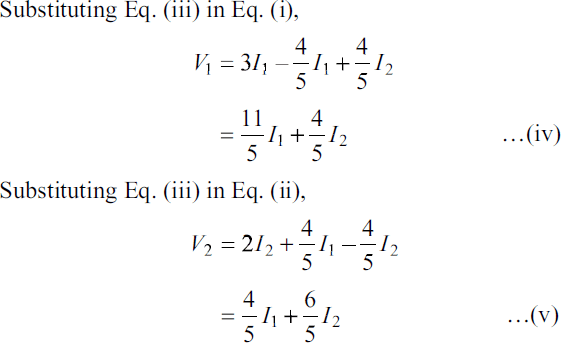 Substituting Eq. (iii) in Eq. (i),
V₁ = 3I₁ − 4/5 I₁ + 4/5 I₂
= 11/5 I₁ + 4/5 I₂ ...(iv)
Substituting Eq. (iii) in Eq. (ii),
V₂ = 2I₂ + 4/5 I₁ − 4/5 I₂
= 4/5 I₁ + 6/5 I₂ ...(v)